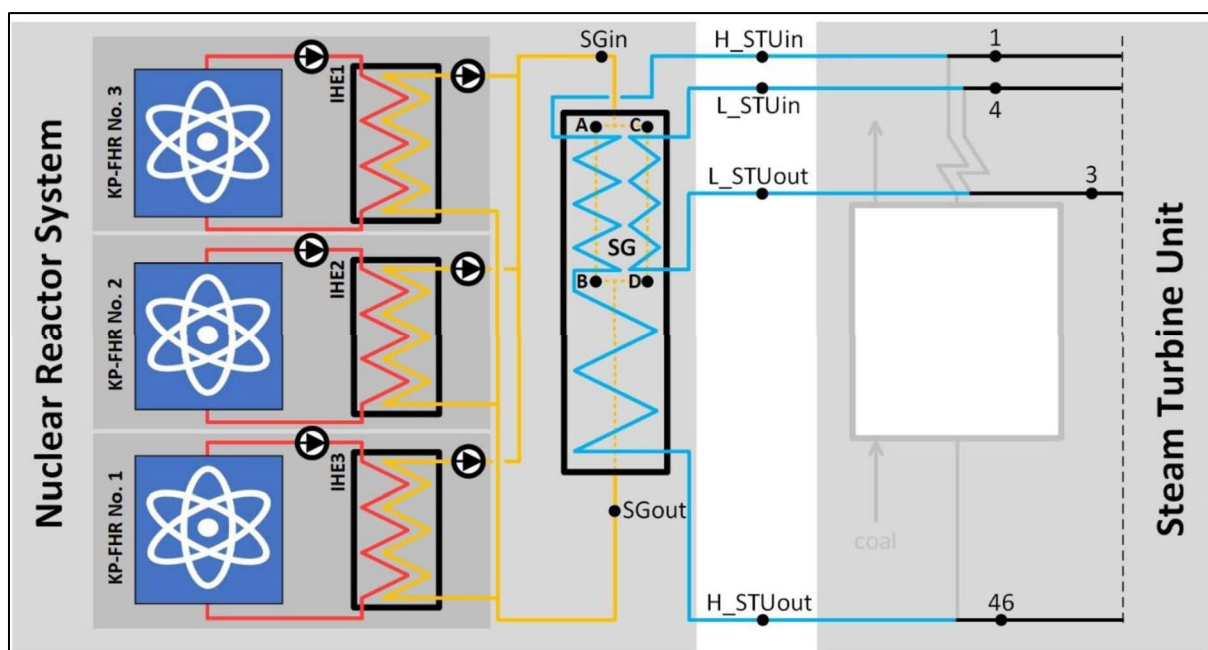 Nuclear Reactor System
KP-FHR No. 3
IHE1
KP-FHR No. 2
IHE2
KP-FHR No. 1
IHE3
SGin
A
C
SG
B
D
SGout
H_STUin
L_STUin
L_STUout
H_STUout
1
4
3
coal
46
Steam Turbine Unit